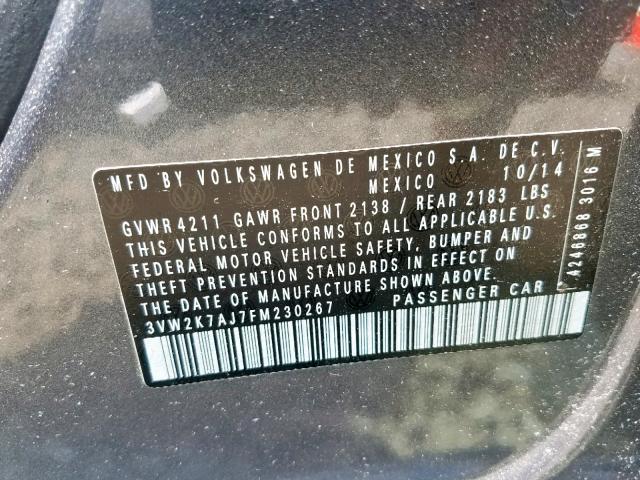 MFD BY VOLKSWAGEN DE MEXICO S.A. DE C.V.
MEXICO 10/14
GVWR 4211 GAWR FRONT 2138 / REAR 2183 LBS
THIS VEHICLE CONFORMS TO ALL APPLICABLE U.S.
FEDERAL MOTOR VEHICLE SAFETY, BUMPER AND
THEFT PREVENTION STANDARDS IN EFFECT ON
THE DATE OF MANUFACTURE SHOWN ABOVE.
3VW2K7AJ7FM230267 PASSENGER CAR
A246868 3016 M